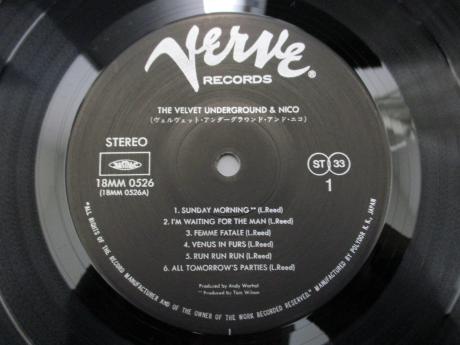 Verve
RECORDS ®
THE VELVET UNDERGROUND & NICO
(ヴェルヴェット・アンダーグラウンド・アンド・ニコ)
STEREO
18MM 0526
(18MM 0526A)
ST 33
1
1. SUNDAY MORNING** (L.Reed)
2. I'M WAITING FOR THE MAN (L.Reed)
3. FEMME FATALE (L.Reed)
4. VENUS IN FURS (L.Reed)
5. RUN RUN RUN (L.Reed)
6. ALL TOMORROW'S PARTIES (L.Reed)
Produced by Andy Warhol
** Produced by Tom Wilson
"ALL RIGHTS OF THE RECORD MANUFACTURER AND OF THE OWNER OF THE WORK RECORDED RESERVED." MANUFACTURED BY POLYDOR K. K., JAPAN
1